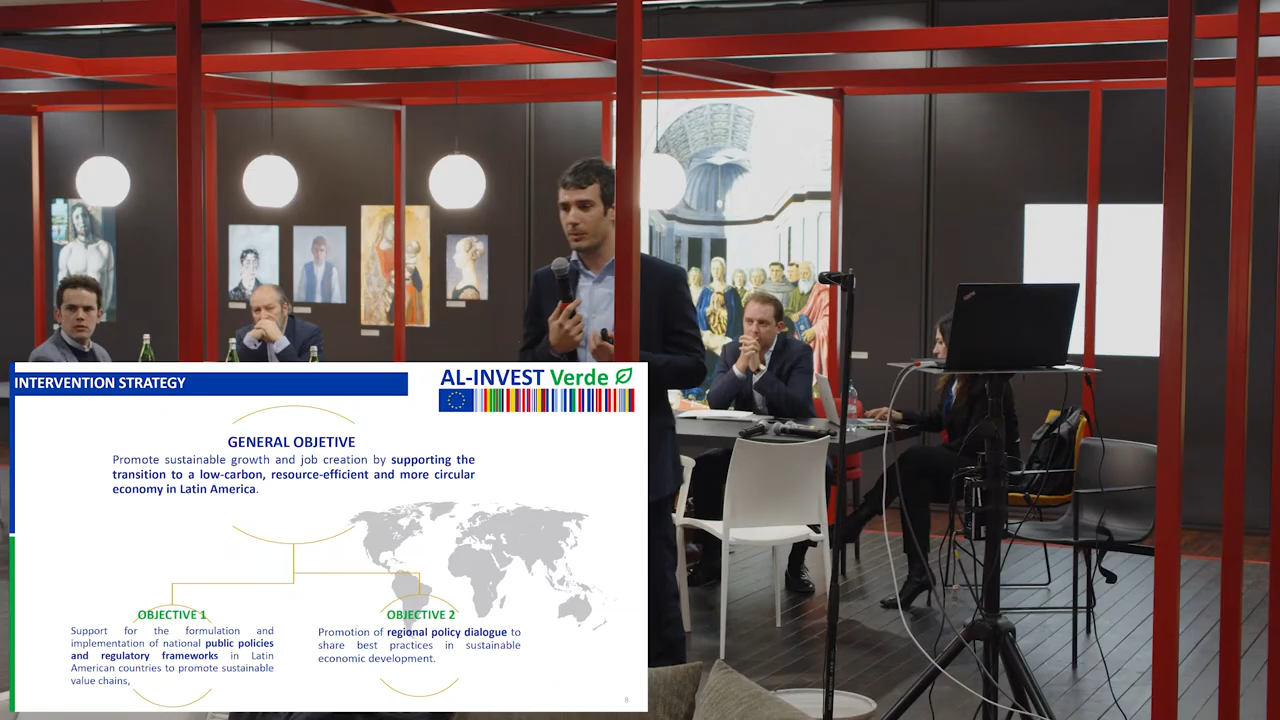 INTERVENTION STRATEGY
AL-INVEST Verde
GENERAL OBJETIVE
Promote sustainable growth and job creation by supporting the
transition to a low-carbon, resource-efficient and more circular
economy in Latin America.
OBJECTIVE 1
Support for the formulation and
implementation of national public policies
and regulatory frameworks in Latin
American countries to promote sustainable
value chains,
OBJECTIVE 2
Promotion of regional policy dialogue to
share best practices in sustainable
economic development.
8